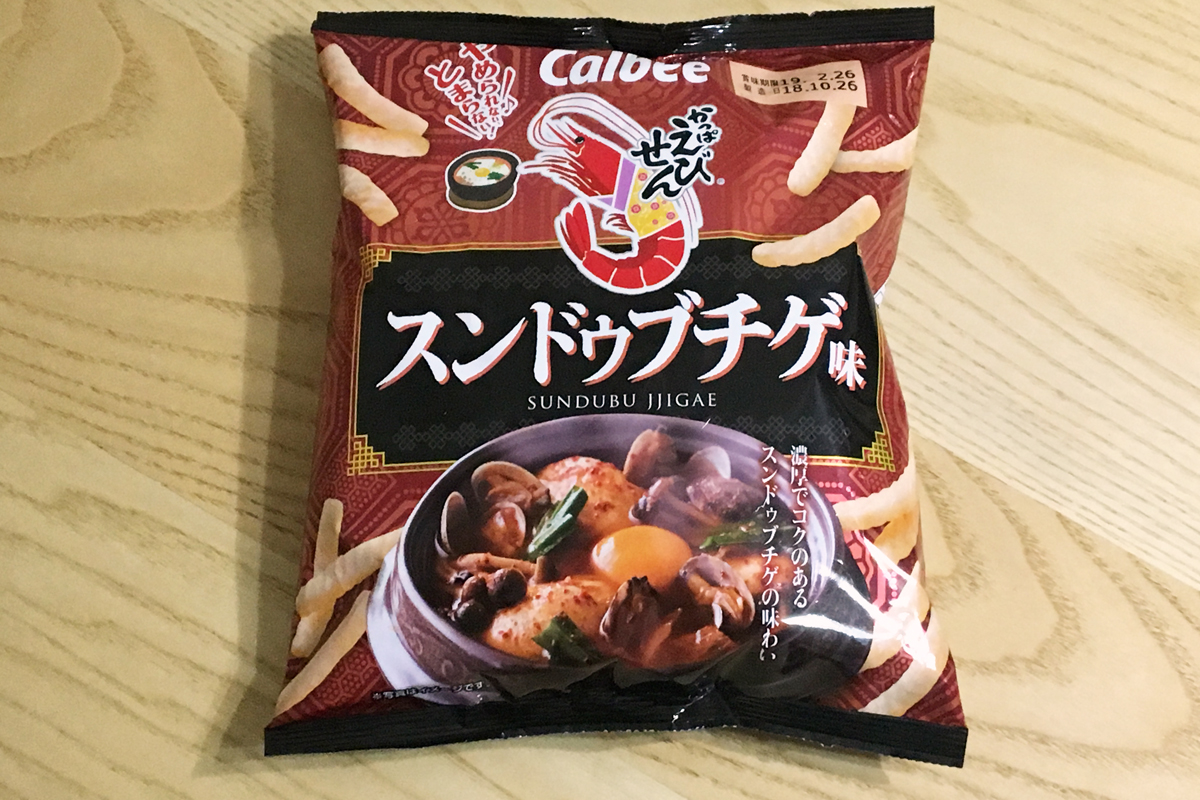 やめられない!
とまらない!
Calbee
賞味期限19. 2.26
製造日18.10.26
かっぱ
えび
せん
スンドゥブチゲ味
SUNDUBU JJIGAE
濃厚でコクのある
スンドゥブチゲの味わい
※写真はイメージです